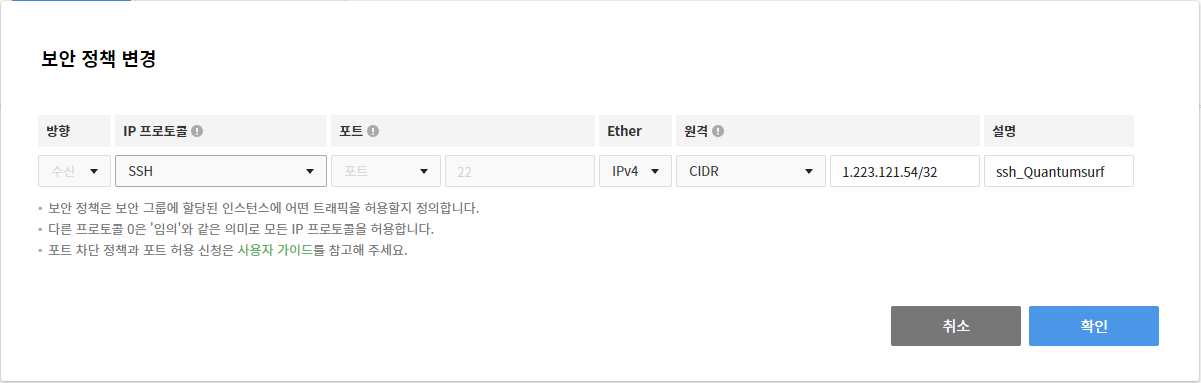 보안 정책 변경
방향 IP 프로토콜 포트 Ether 원격 설명
수신 SSH 포트 22 IPv4 CIDR 1.223.121.54/32 ssh_Quantumsurf
• 보안 정책은 보안 그룹에 할당된 인스턴스에 어떤 트래픽을 허용할지 정의합니다.
• 다른 프로토콜 0은 '임의'와 같은 의미로 모든 IP 프로토콜을 허용합니다.
• 포트 차단 정책과 포트 허용 신청은 사용자 가이드를 참고해 주세요.
취소 확인